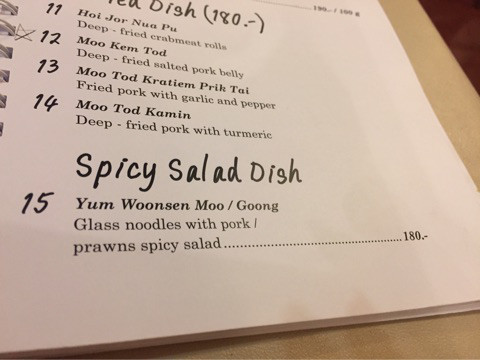 190.- / 100 g
Dish (180.-)
11 Hoi Jor Nua Pu
Deep - fried crabmeat rolls
12 Moo Kem Tod
Deep - fried salted pork belly
13 Moo Tod Kratiem Prik Tai
Fried pork with garlic and pepper
14 Moo Tod Kamin
Deep - fried pork with turmeric
Spicy Salad Dish
15 Yum Woonsen Moo / Goong
Glass noodles with pork /
prawns spicy salad ........................................ 180.-